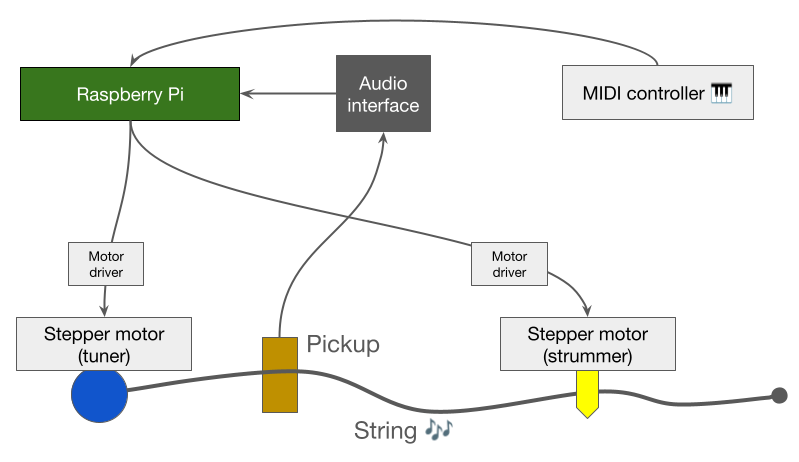 Raspberry Pi
Audio
interface
MIDI controller 🎹
Motor
driver
Motor
driver
Stepper motor
(tuner)
Pickup
Stepper motor
(strummer)
String 🎶